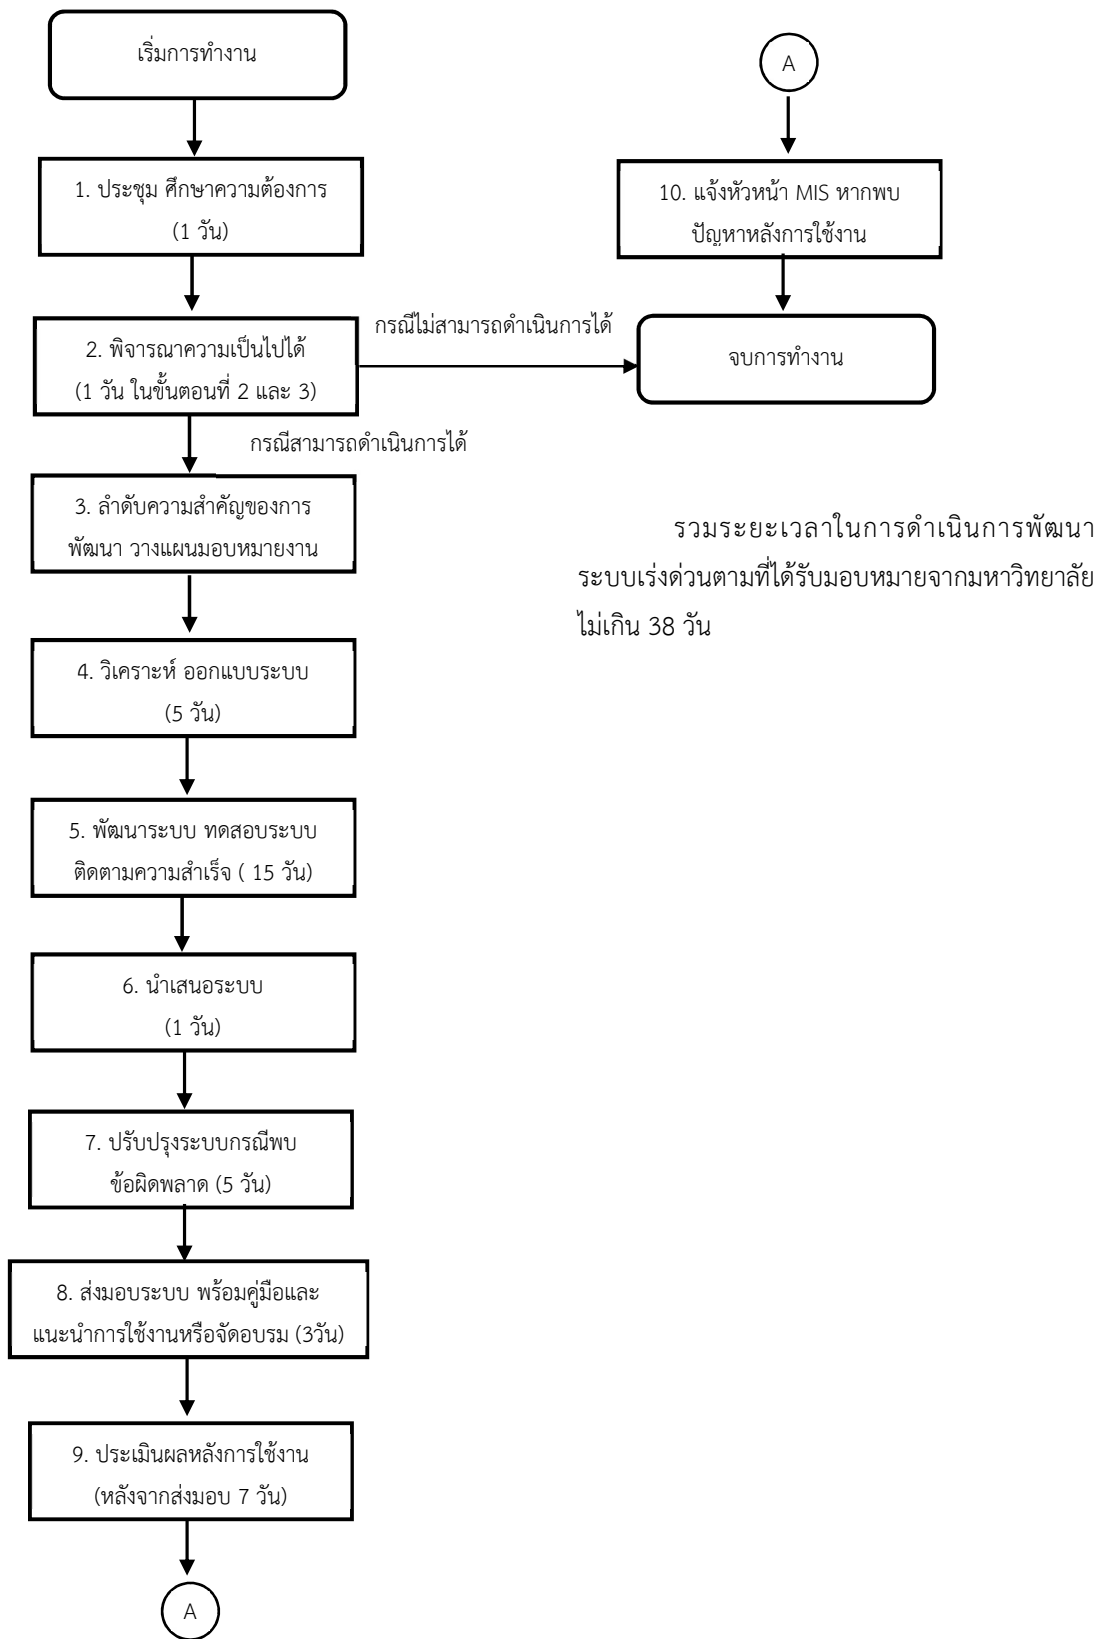 เริ่มการทำงาน
1. ประชุม ศึกษาความต้องการ
(1 วัน)
2. พิจารณาความเป็นไปได้
(1 วัน ในขั้นตอนที่ 2 และ 3)
กรณีไม่สามารถดำเนินการได้
กรณีสามารถดำเนินการได้
3. ลำดับความสำคัญของการ
พัฒนา วางแผนมอบหมายงาน
4. วิเคราะห์ ออกแบบระบบ
(5 วัน)
5. พัฒนาระบบ ทดสอบระบบ
ติดตามความสำเร็จ ( 15 วัน)
6. นำเสนอระบบ
(1 วัน)
7. ปรับปรุงระบบกรณีพบ
ข้อผิดพลาด (5 วัน)
8. ส่งมอบระบบ พร้อมคู่มือและ
แนะนำการใช้งานหรือจัดอบรม (3วัน)
9. ประเมินผลหลังการใช้งาน
(หลังจากส่งมอบ 7 วัน)
A
A
10. แจ้งหัวหน้า MIS หากพบ
ปัญหาหลังการใช้งาน
จบการทำงาน
รวมระยะเวลาในการดำเนินการพัฒนา
ระบบเร่งด่วนตามที่ได้รับมอบหมายจากมหาวิทยาลัย
ไม่เกิน 38 วัน